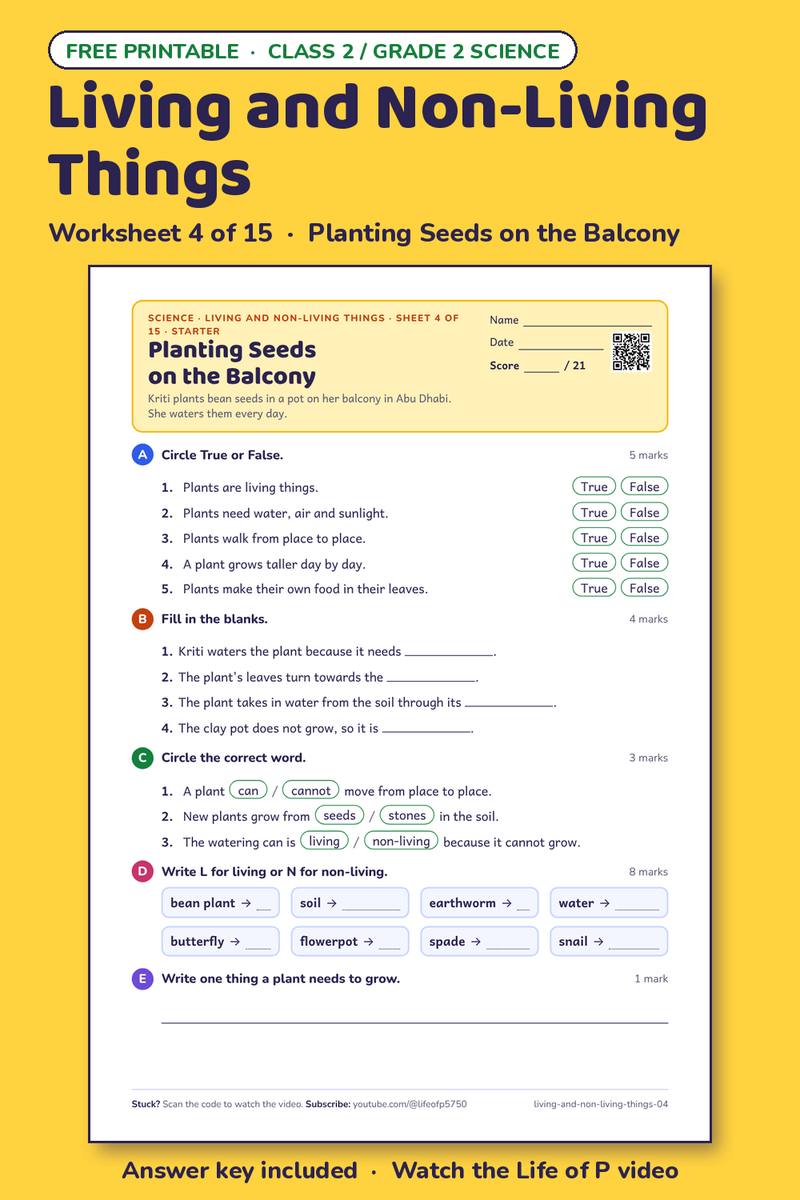 FREE PRINTABLE · CLASS 2 / GRADE 2 SCIENCE
Living and Non-Living
Things
Worksheet 4 of 15 · Planting Seeds on the Balcony
SCIENCE · LIVING AND NON-LIVING THINGS · SHEET 4 OF
15 · STARTER
Planting Seeds
on the Balcony
Kriti plants bean seeds in a pot on her balcony in Abu Dhabi.
She waters them every day.
Name ______
Date ______
Score ______ / 21
A Circle True or False. 5 marks
1. Plants are living things. True False
2. Plants need water, air and sunlight. True False
3. Plants walk from place to place. True False
4. A plant grows taller day by day. True False
5. Plants make their own food in their leaves. True False
B Fill in the blanks. 4 marks
1. Kriti waters the plant because it needs ______.
2. The plant's leaves turn towards the ______.
3. The plant takes in water from the soil through its ______.
4. The clay pot does not grow, so it is ______.
C Circle the correct word. 3 marks
1. A plant can / cannot move from place to place.
2. New plants grow from seeds / stones in the soil.
3. The watering can is living / non-living because it cannot grow.
D Write L for living or N for non-living. 8 marks
bean plant → ___ soil → ___ earthworm → ___ water → ___
butterfly → ___ flowerpot → ___ spade → ___ snail → ___
E Write one thing a plant needs to grow. 1 mark
Stuck? Scan the code to watch the video. Subscribe: youtube.com/@lifeofp5750 living-and-non-living-things-04
Answer key included · Watch the Life of P video